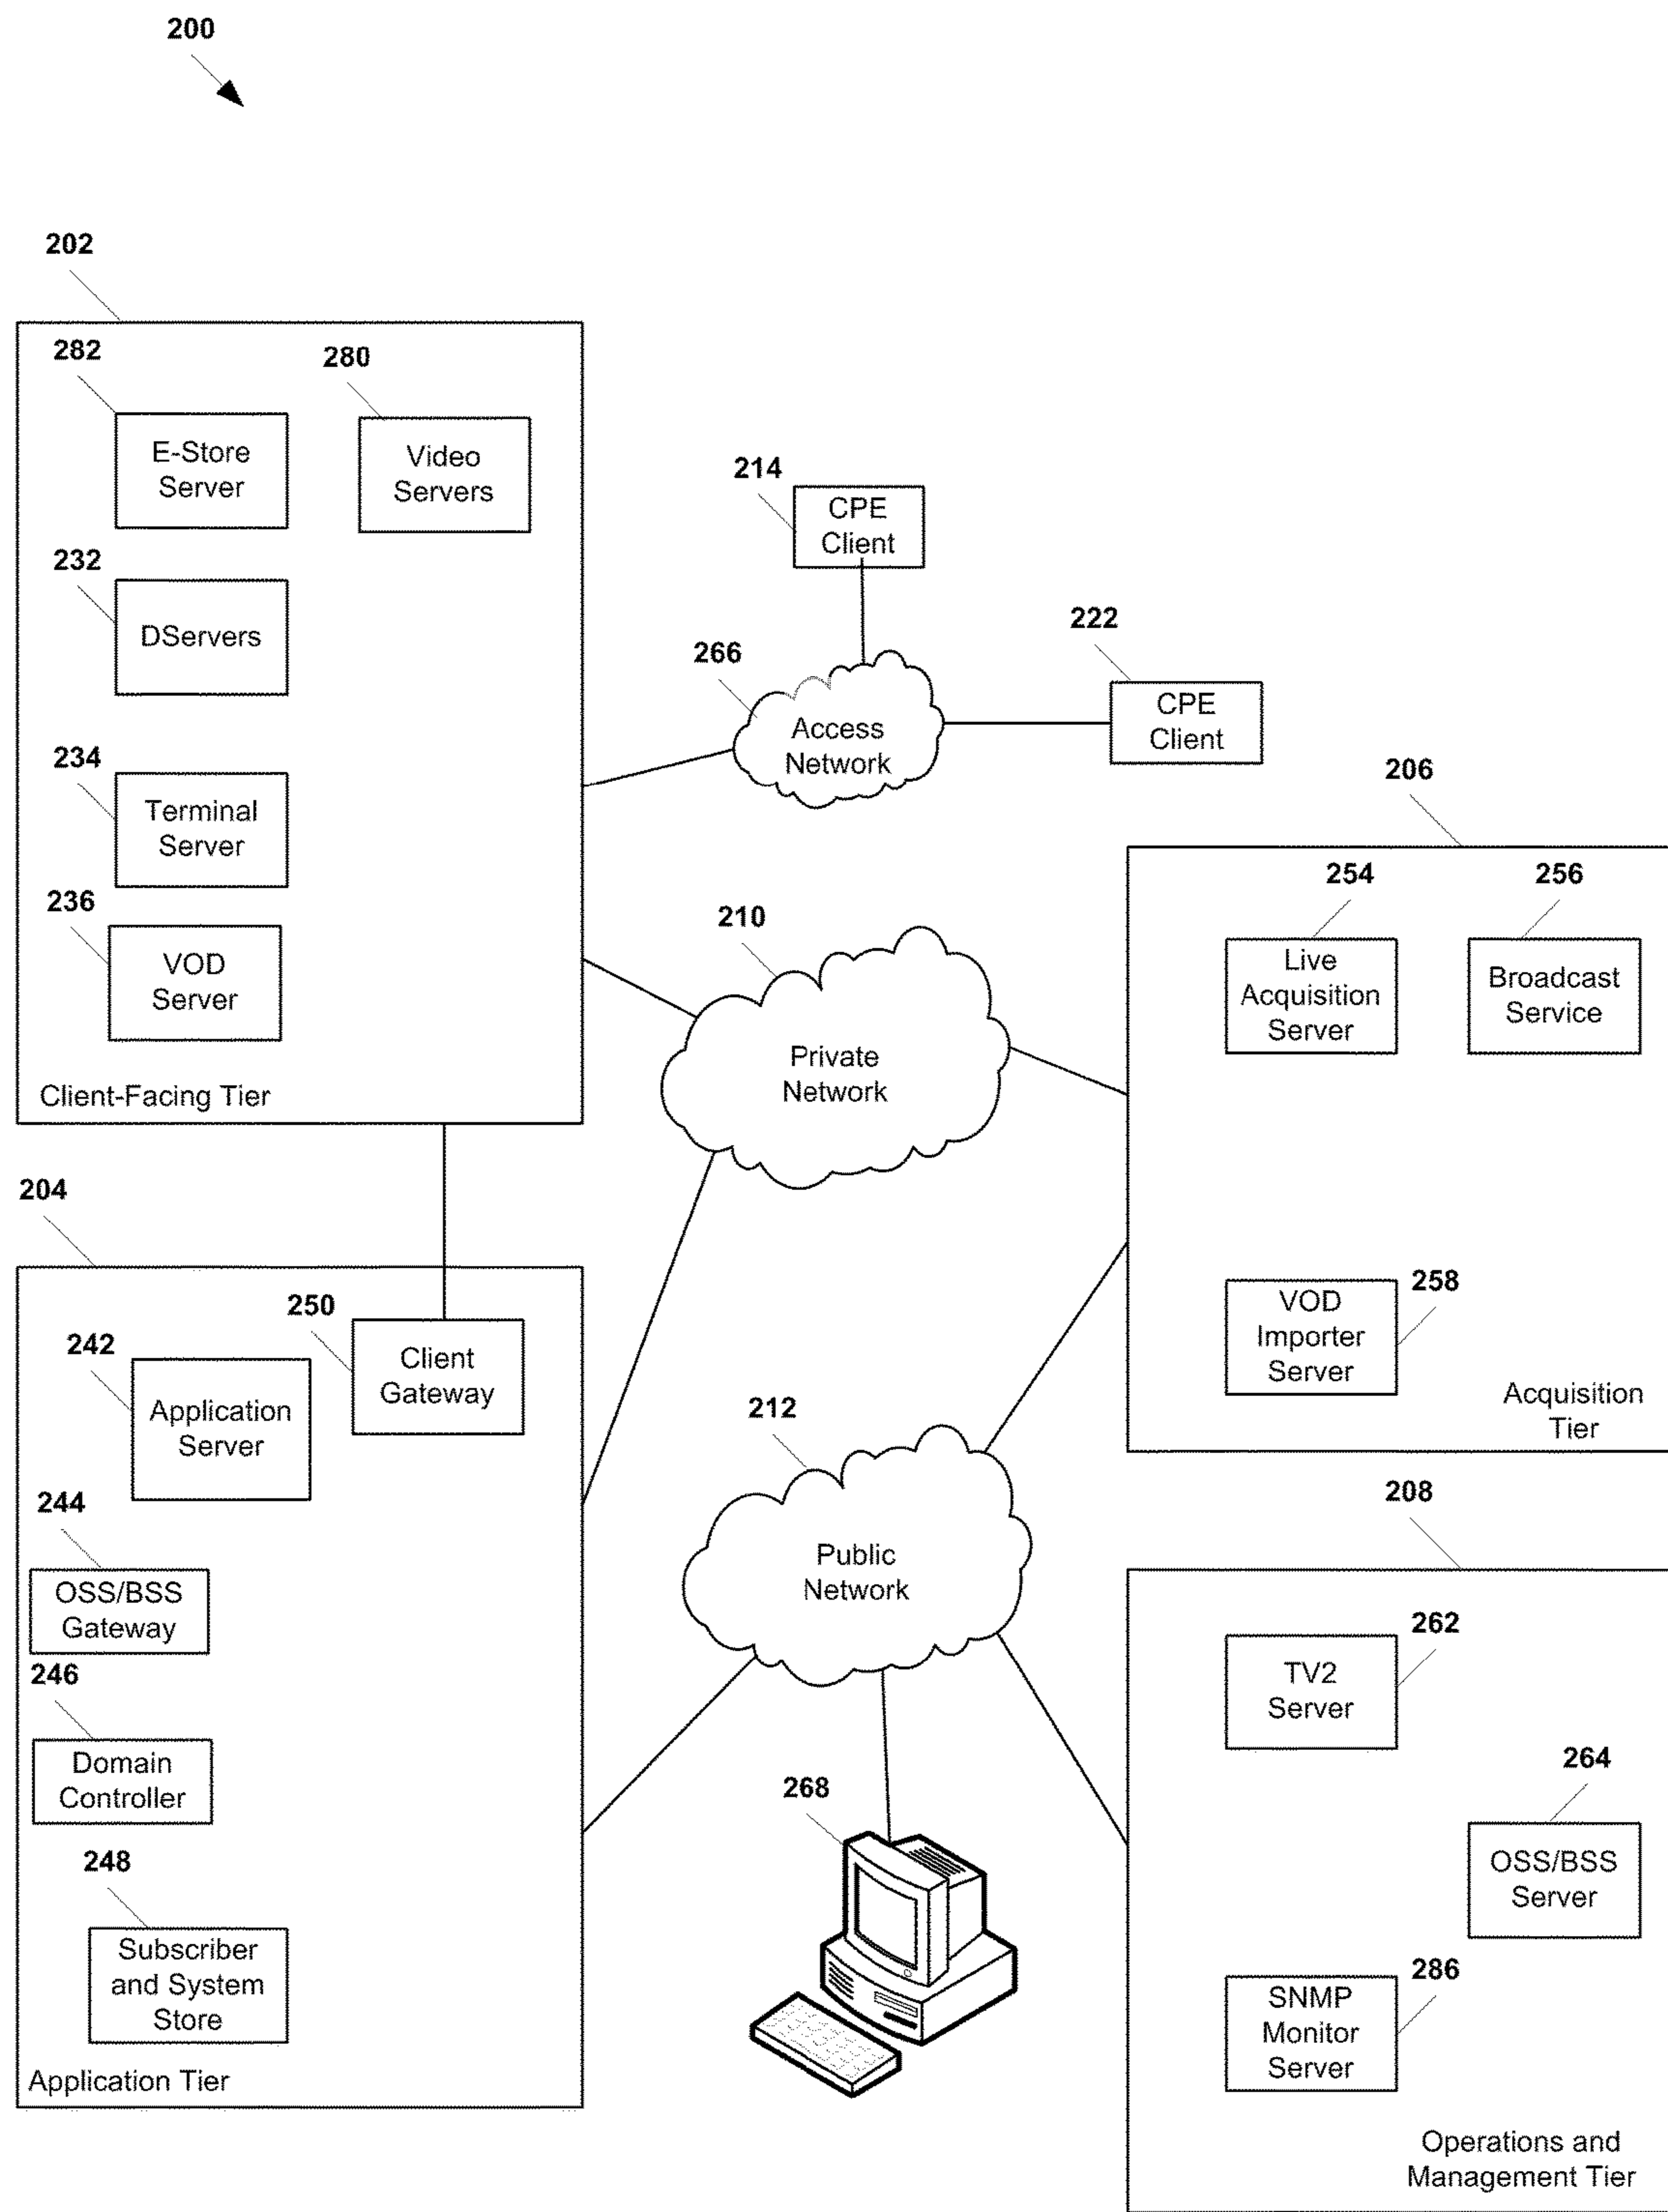 200
202
282
280
E-Store
Server
Video
Servers
214
CPE
Client
232
DServers
222
CPE
Client
266
Access
Network
234
Terminal
Server
206
254
256
236
VOD
Server
210
Live
Acquisition
Server
Broadcast
Service
Private
Network
Client-Facing Tier
204
250
Client
Gateway
242
Application
Server
258
VOD
Importer
Server
Acquisition
Tier
212
244
OSS/BSS
Gateway
208
Public
Network
262
TV2
Server
246
Domain
Controller
268
264
OSS/BSS
Server
248
Subscriber
and System
Store
286
SNMP
Monitor
Server
Application Tier
Operations and
Management Tier